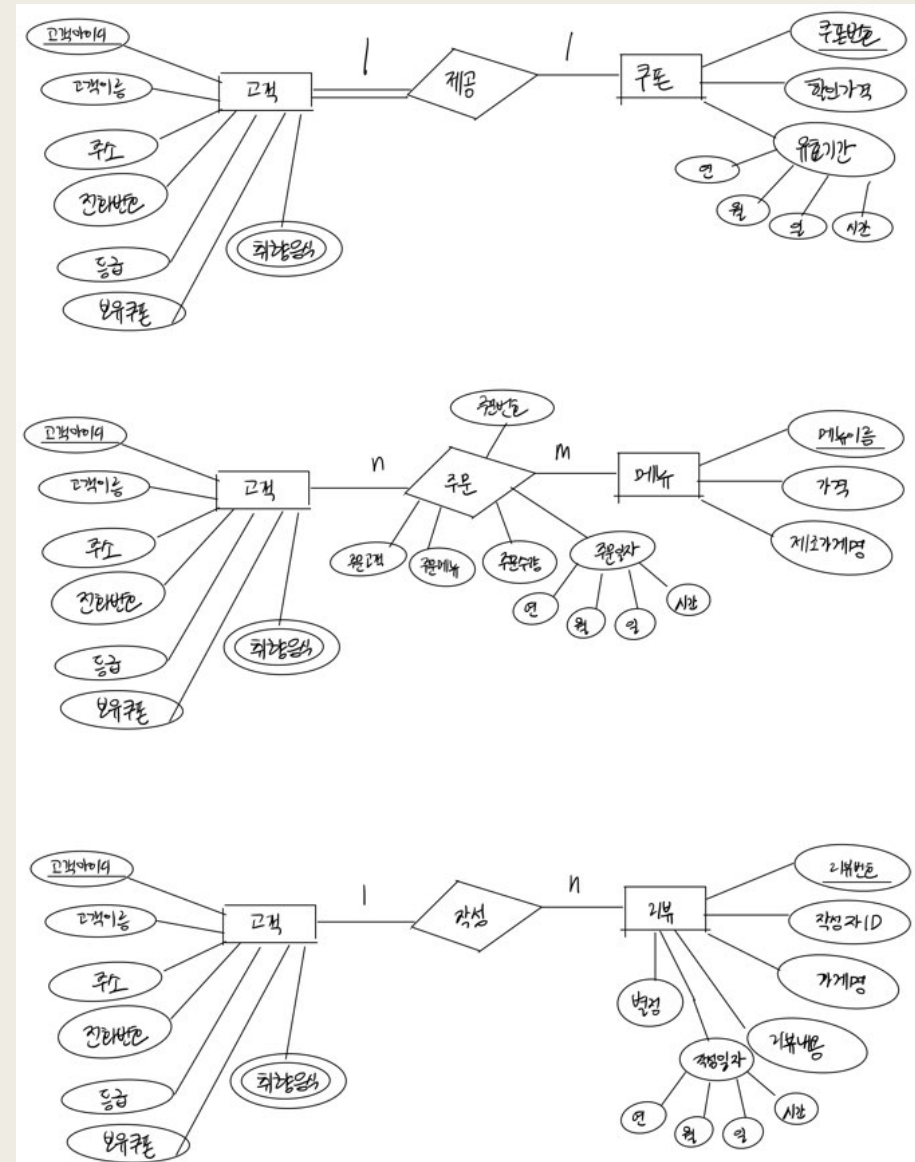 고객아이디
고객이름
주소
전화번호
등급
보유쿠폰
취향음식
고객
1
제공
1
쿠폰
쿠폰번호
할인가격
유효기간
연
월
일
시간
고객아이디
고객이름
주소
전화번호
등급
보유쿠폰
취향음식
고객
n
주문번호
주문
주문고객
주문메뉴
주문수량
주문일자
연
월
일
시간
m
메뉴
메뉴이름
가격
제조가게명
고객아이디
고객이름
주소
전화번호
등급
보유쿠폰
취향음식
고객
1
작성
n
리뷰
리뷰번호
작성자ID
가게명
리뷰내용
별점
작성일자
연
월
일
시간